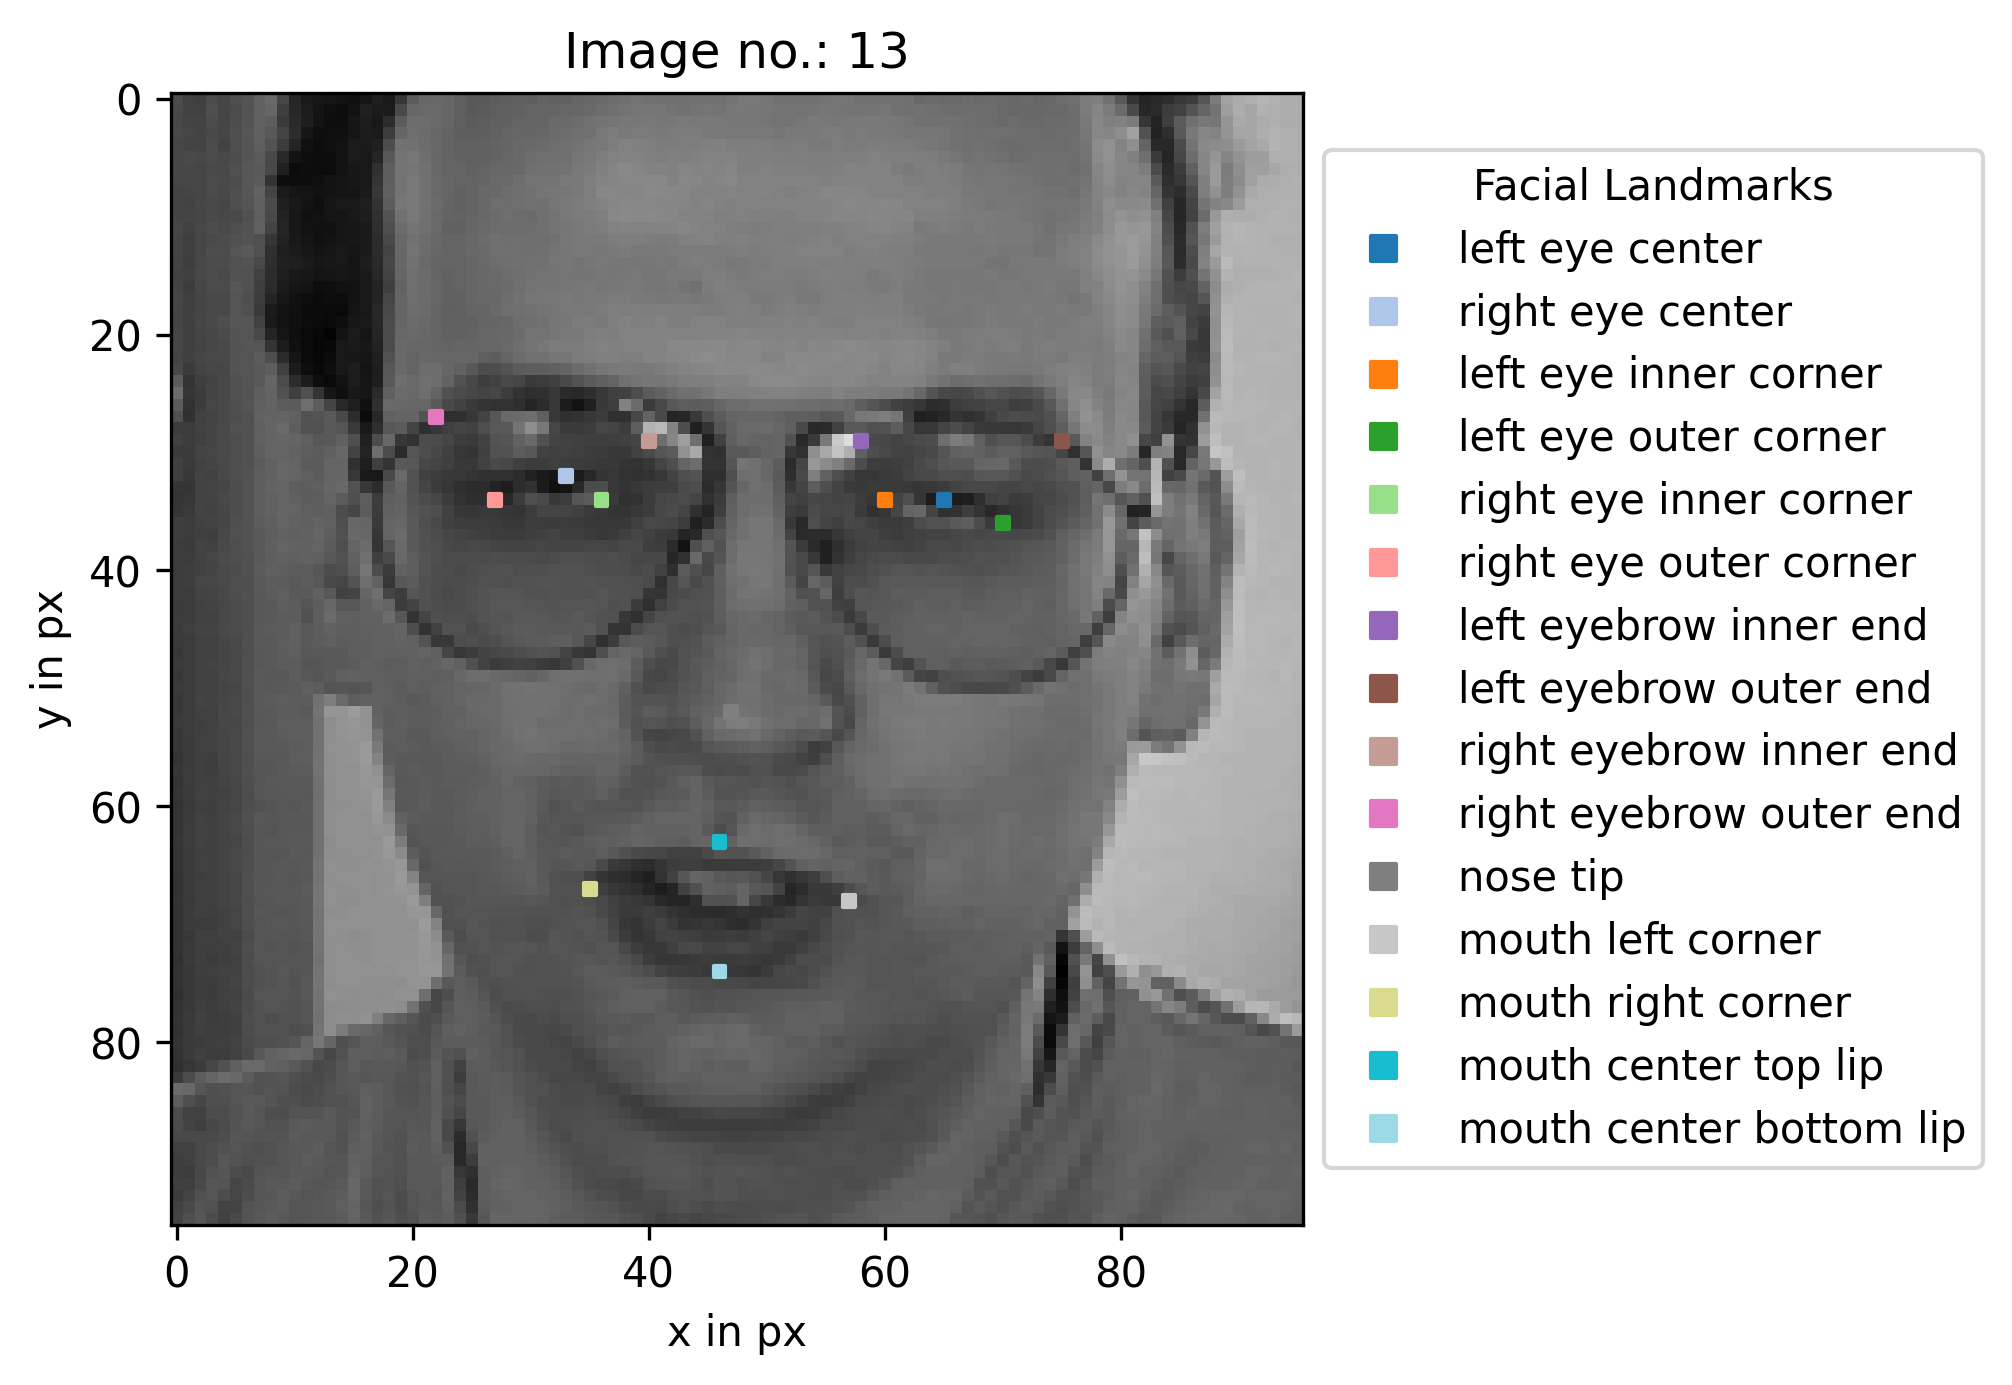 Image no.: 13
0
20
40
60
80
y in px
0 20 40 60 80
x in px
Facial Landmarks
left eye center
right eye center
left eye inner corner
left eye outer corner
right eye inner corner
right eye outer corner
left eyebrow inner end
left eyebrow outer end
right eyebrow inner end
right eyebrow outer end
nose tip
mouth left corner
mouth right corner
mouth center top lip
mouth center bottom lip